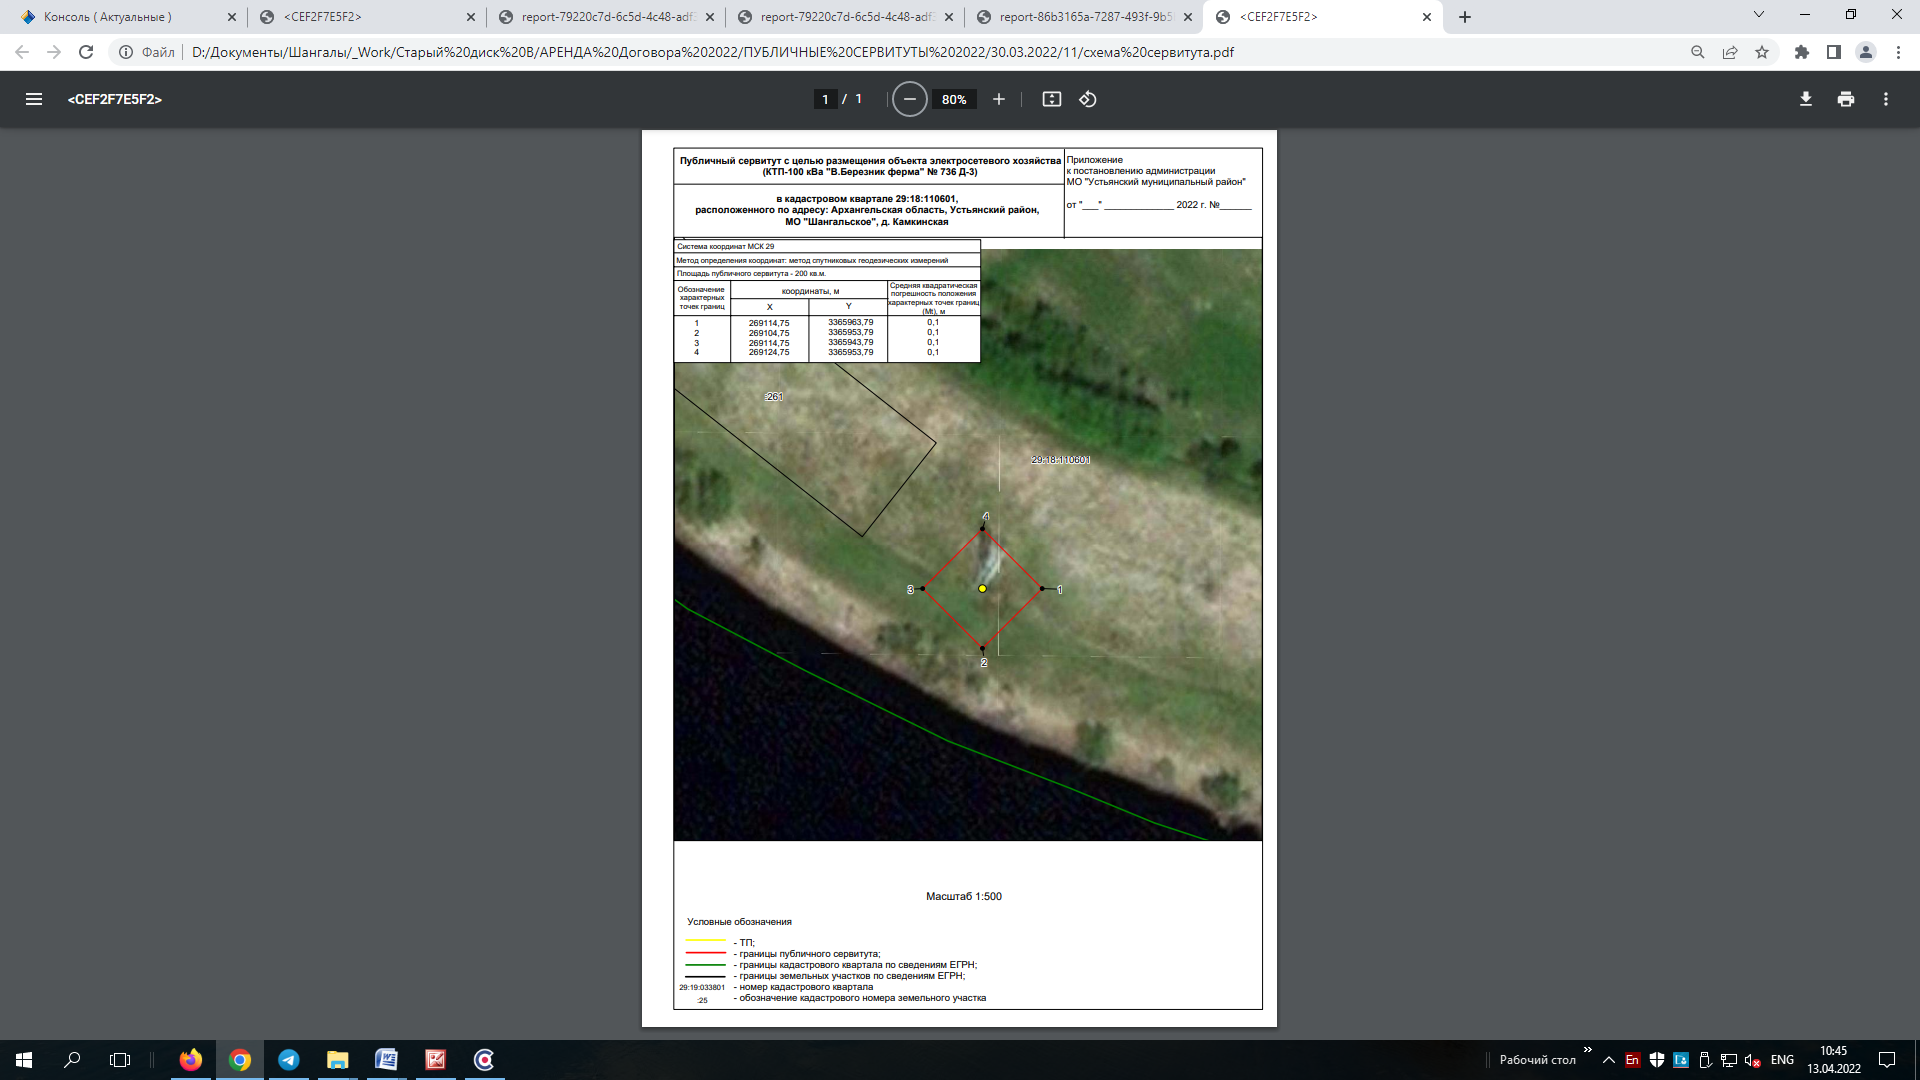 Консоль ( Актуальные )
<CEF2F7E5F2>
report-79220c7d-6c5d-4c48-adf
report-79220c7d-6c5d-4c48-adf
report-86b3165a-7287-493f-9b5
<CEF2F7E5F2>
Файл
D:/Документы/Шангалы/_Work/Старый%20диск%20В/АРЕНДА%20Договора%202022/ПУБЛИЧНЫЕ%20СЕРВИТУТЫ%202022/30.03.2022/11/схема%20сервитута.pdf
<CEF2F7E5F2>
1 / 1
80%
Публичный сервитут с целью размещения объекта электросетевого хозяйства
(КТП-100 кВа "В.Березник ферма" № 736 Д-3)
в кадастровом квартале 29:18:110601,
расположенного по адресу: Архангельская область, Устьянский район,
МО "Шангальское", д. Камкинская
Приложение
к постановлению администрации
МО "Устьянский муниципальный район"
от "___" _____________ 2022 г. №______
Система координат МСК 29
Метод определения координат: метод спутниковых геодезических измерений
Площадь публичного сервитута - 200 кв.м.
Обозначение характерных точек границ
координаты, м
X
Y
Средняя квадратическая погрешность положения характерных точек границ (Mt), м
1 269114,75 3365963,79 0,1
2 269104,75 3365953,79 0,1
3 269114,75 3365943,79 0,1
4 269124,75 3365953,79 0,1
:261
29:18:110601
4
3
1
2
Масштаб 1:500
Условные обозначения
- ТП;
- границы публичного сервитута;
- границы кадастрового квартала по сведениям ЕГРН;
- границы земельных участков по сведениям ЕГРН;
29:19:033801 - номер кадастрового квартала
:25 - обозначение кадастрового номера земельного участка
Рабочий стол
En
ENG
10:45
13.04.2022